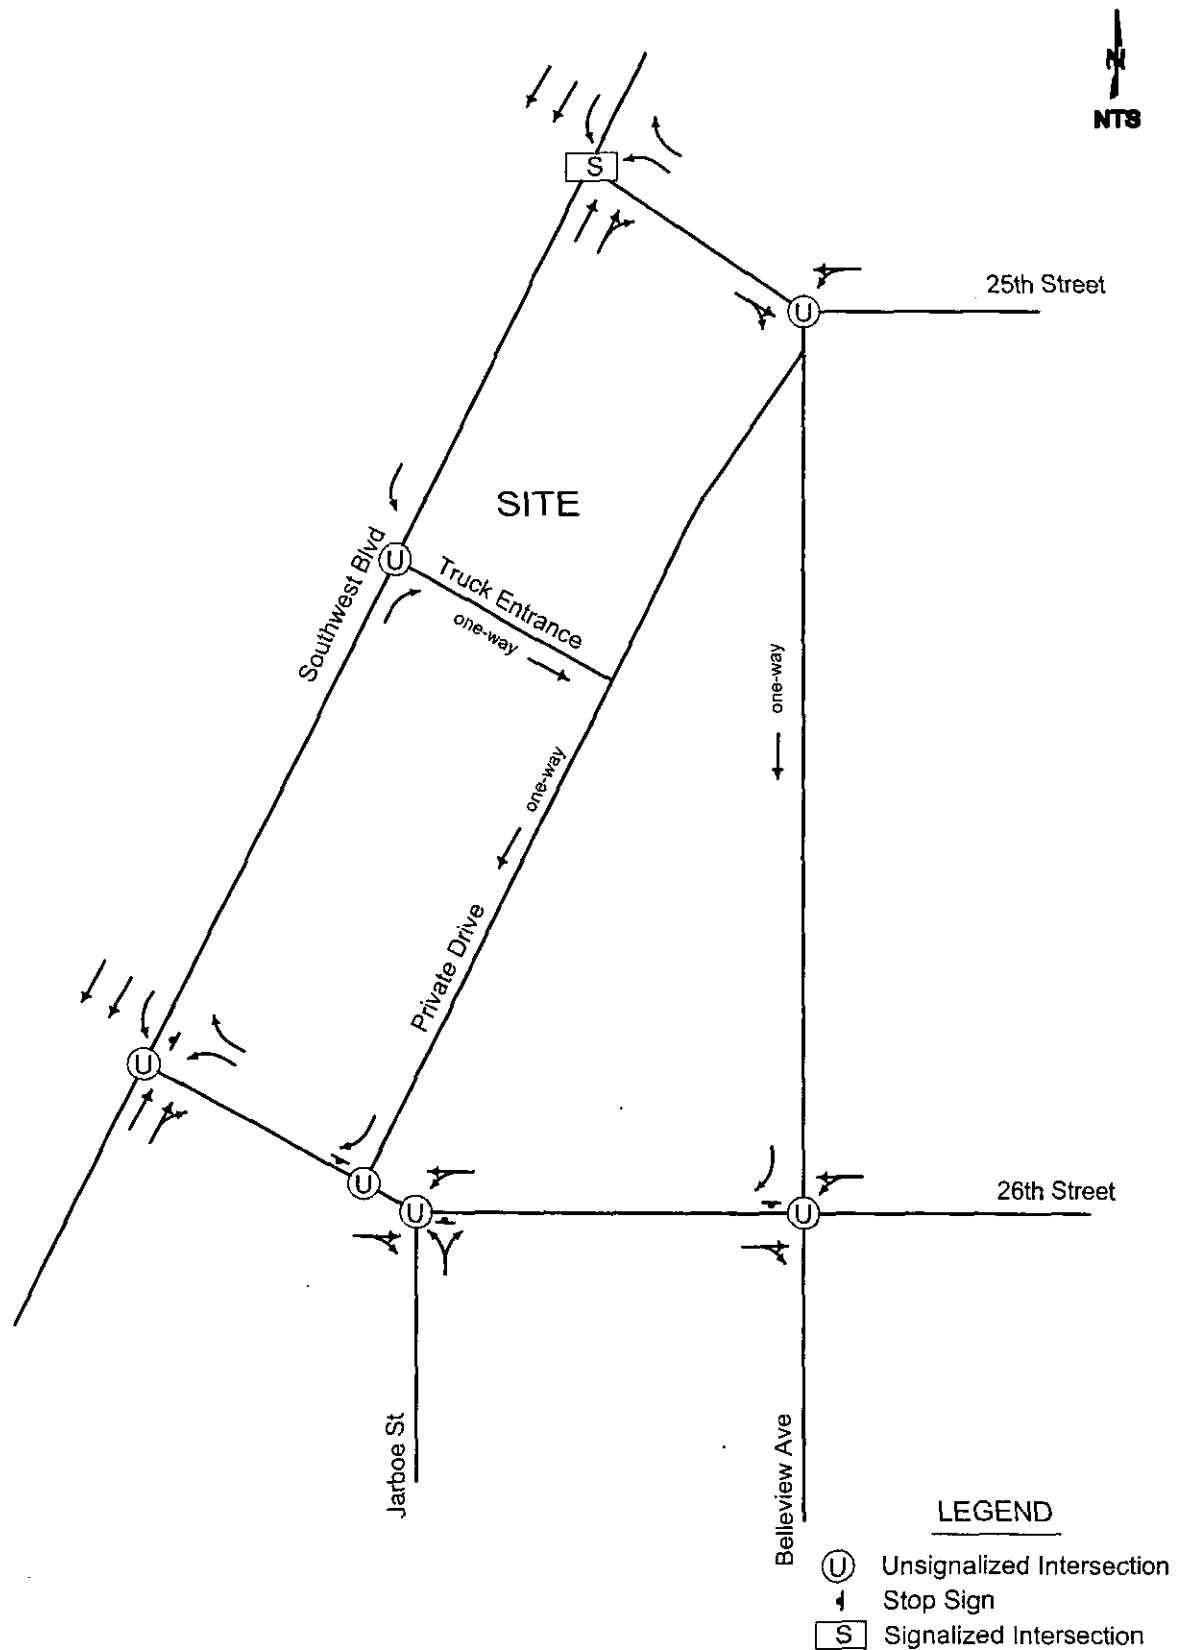 N
NTS
S
U
25th Street
SITE
U
Southwest Blvd
Truck Entrance
one-way
one-way
one-way
Private Drive
U
U
U
U
26th Street
Jarboe St
Belleview Ave
LEGEND
U Unsignalized Intersection
Stop Sign
S Signalized Intersection